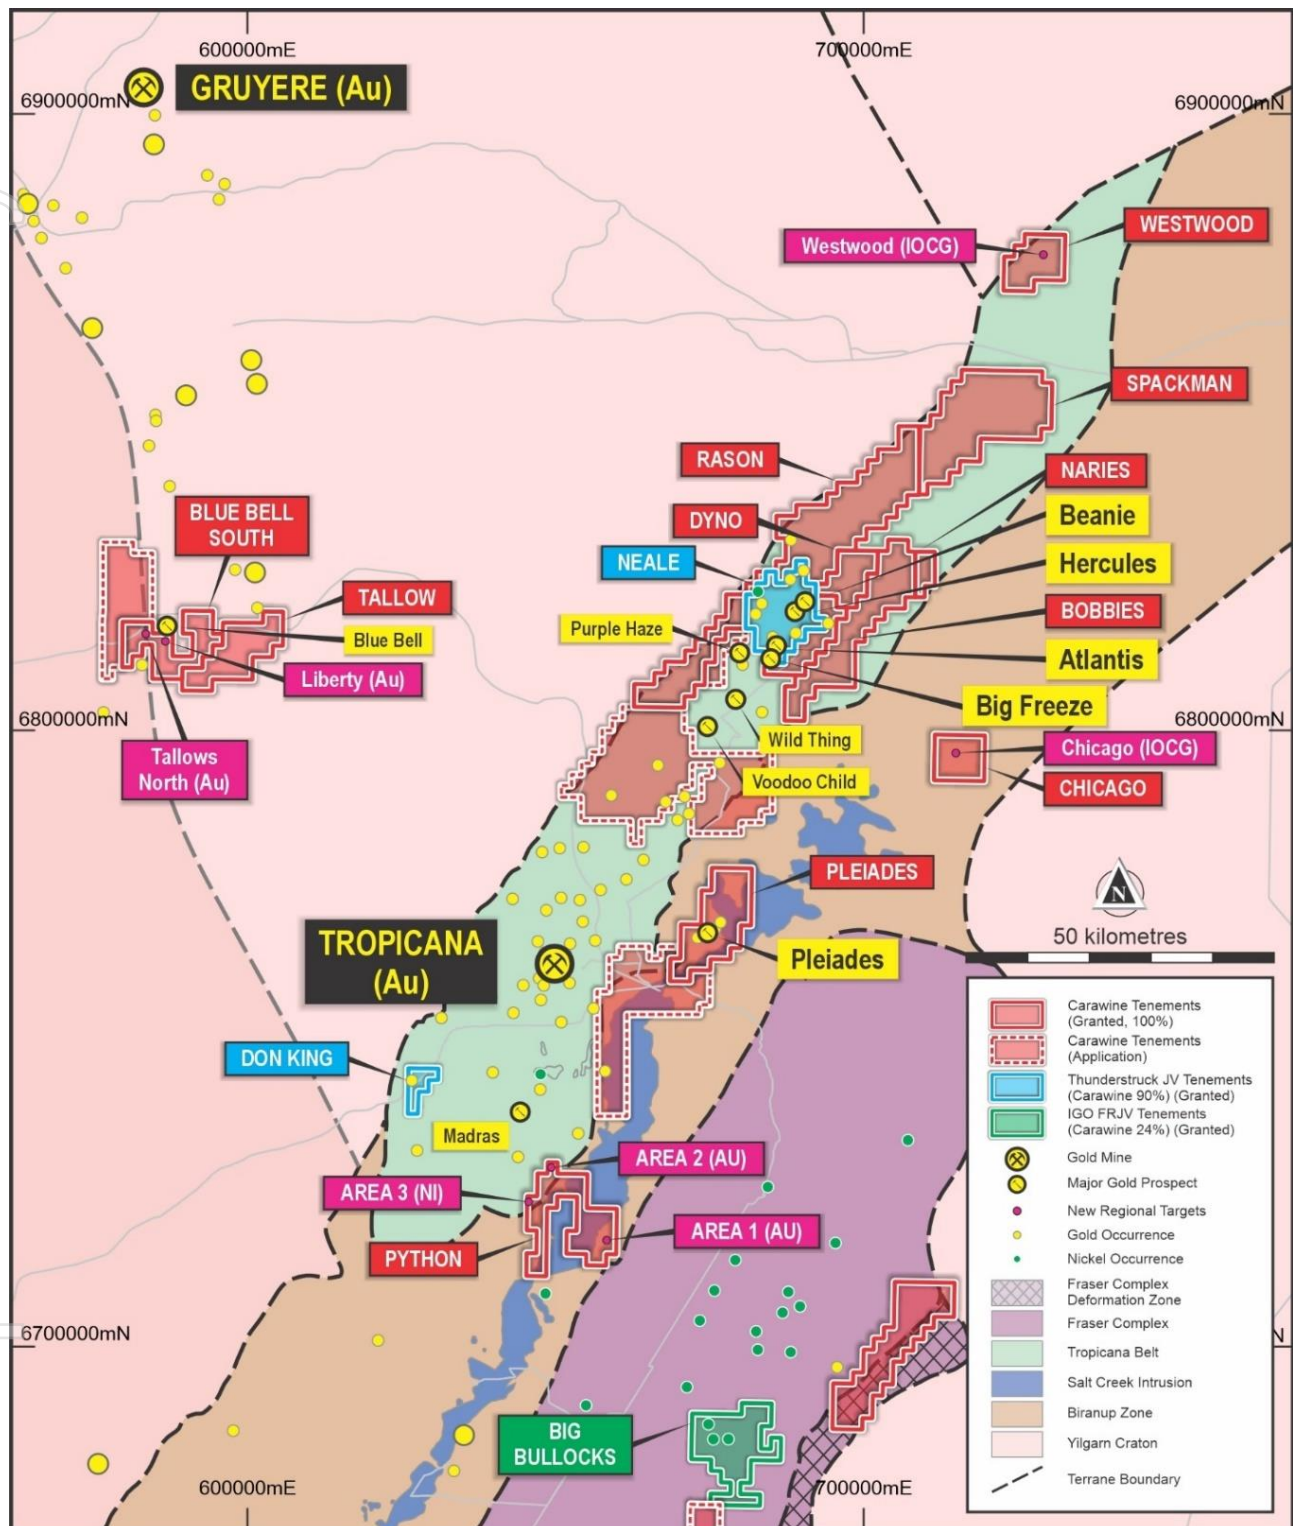 600000mE
700000mE
GRUYERE (Au)
6900000mN
6900000mN
WESTWOOD
Westwood (IOCG)
SPACKMAN
RASON
NARIES
BLUE BELL
SOUTH
DYNO
Beanie
NEALE
Hercules
TALLOW
BOBBIES
Purple Haze
Blue Bell
Atlantis
Liberty (Au)
Big Freeze
6800000mN
6800000mN
Wild Thing
Chicago (IOCG)
Tallows
North (Au)
Voodoo Child
CHICAGO
PLEIADES
N
TROPICANA
(Au)
50 kilometres
Pleiades
Carawine Tenements
(Granted, 100%)
Carawine Tenements
(Application)
DON KING
Thunderstruck JV Tenements
(Carawine 90%) (Granted)
IGO FRJV Tenements
(Carawine 24%) (Granted)
Madras
Gold Mine
AREA 2 (AU)
Major Gold Prospect
AREA 3 (NI)
New Regional Targets
AREA 1 (AU)
Gold Occurrence
PYTHON
Nickel Occurrence
Fraser Complex
Deformation Zone
Fraser Complex
6700000mN
N
Tropicana Belt
Salt Creek Intrusion
Biranup Zone
BIG
BULLOCKS
Yilgarn Craton
Terrane Boundary
600000mE
700000mE